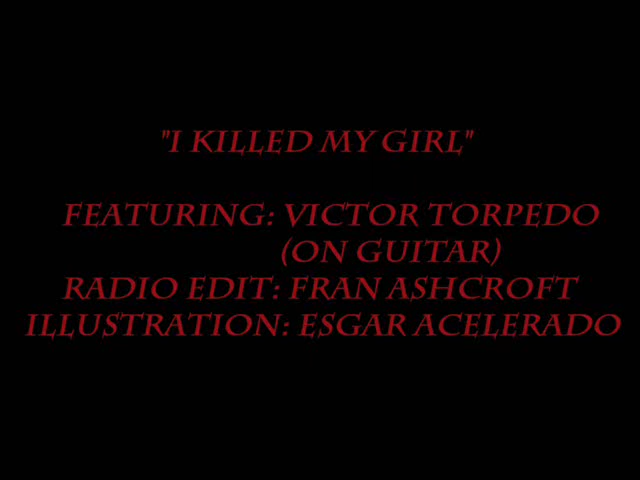 "I KILLED MY GIRL"
FEATURING: VICTOR TORPEDO
(ON GUITAR)
RADIO EDIT: FRAN ASHCROFT
ILLUSTRATION: ESGAR ACELERADO